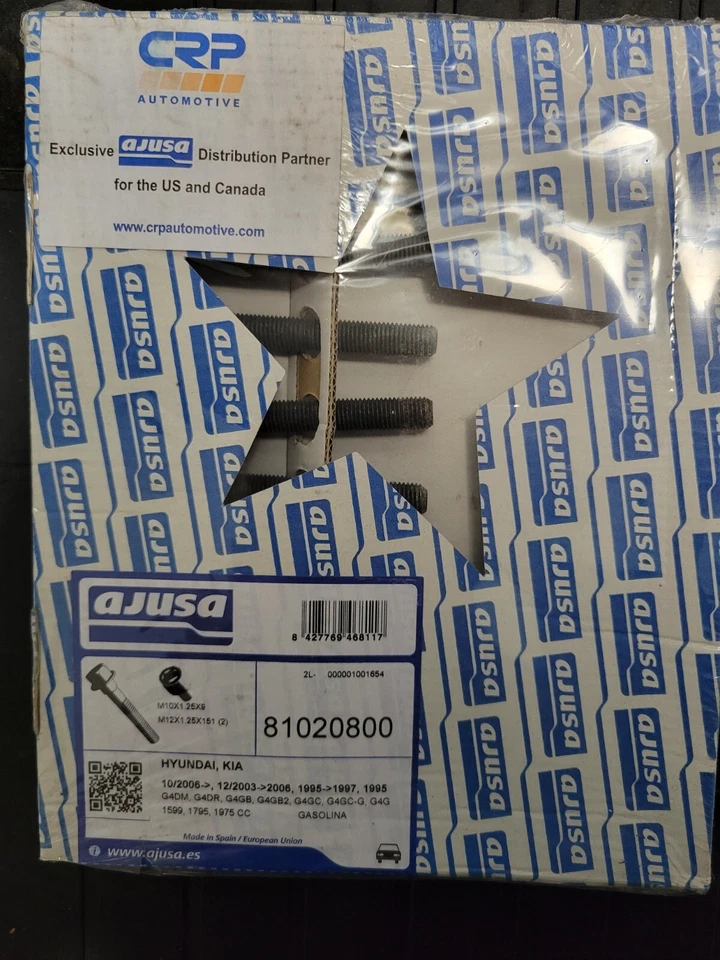 CRP
AUTOMOTIVE
Exclusive AJUSA Distribution Partner
for the US and Canada
www.crpautomotive.com
AJUSA
8 427769 468117
2L- 000001001654
M10X1.25X9
M12X1.25X151 (2)
81020800
HYUNDAI, KIA
10/2006->, 12/2003->2006, 1995->1997, 1995
G4DM, G4DR, G4GB, G4GB2, G4GC, G4GC-G, G4G
1599, 1795, 1975 CC GASOLINA
Made in Spain / European Union
i www.ajusa.es